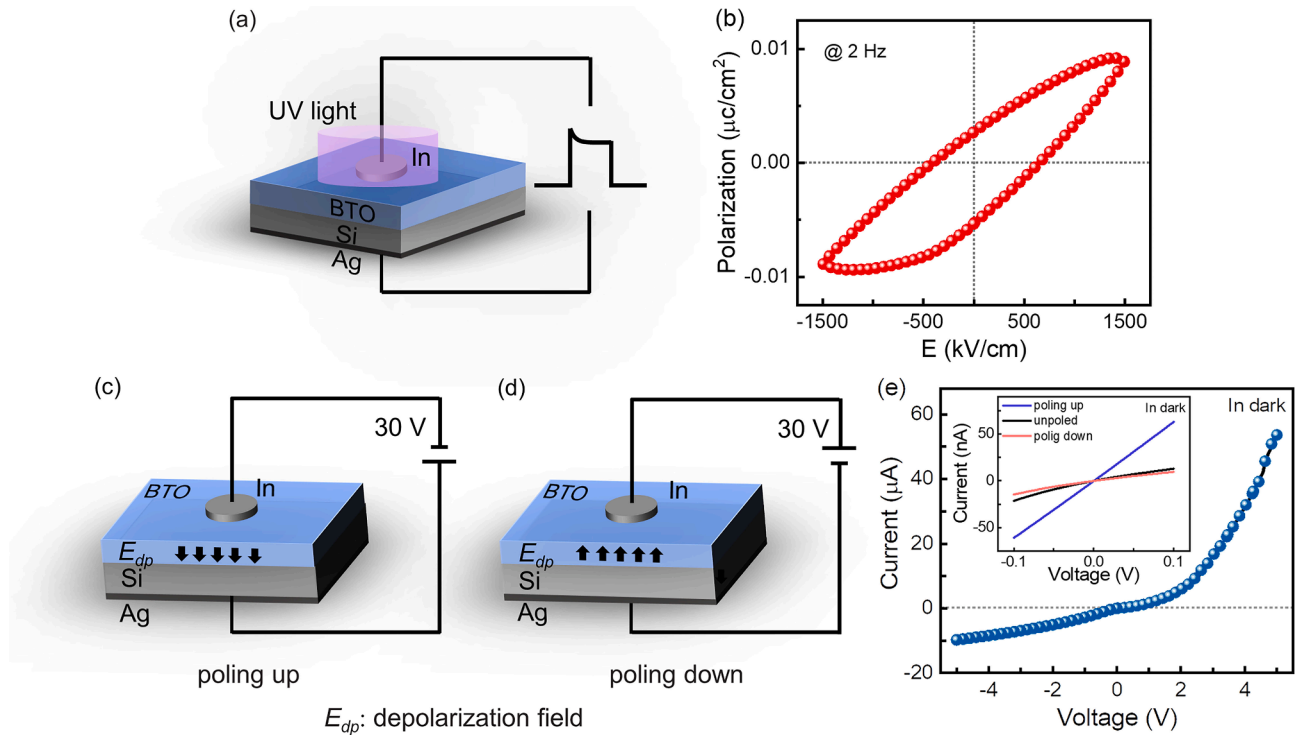 (a)
UV light
In
BTO
Si
Ag
(b)
@ 2 Hz
Polarization (μc/cm²)
0.01
0.00
-0.01
-1500
-500
500
1500
E (kV/cm)
(c)
30 V
BTO
In
Edp
Si
Ag
poling up
(d)
30 V
BTO
In
Edp
Si
Ag
poling down
Edp: depolarization field
(e)
In dark
Current (μA)
60
40
20
0
-20
-4
-2
0
2
4
Voltage (V)
poling up
unpoled
polig down
In dark
Current (nA)
50
0
-50
-0.1
0.0
0.1
Voltage (V)